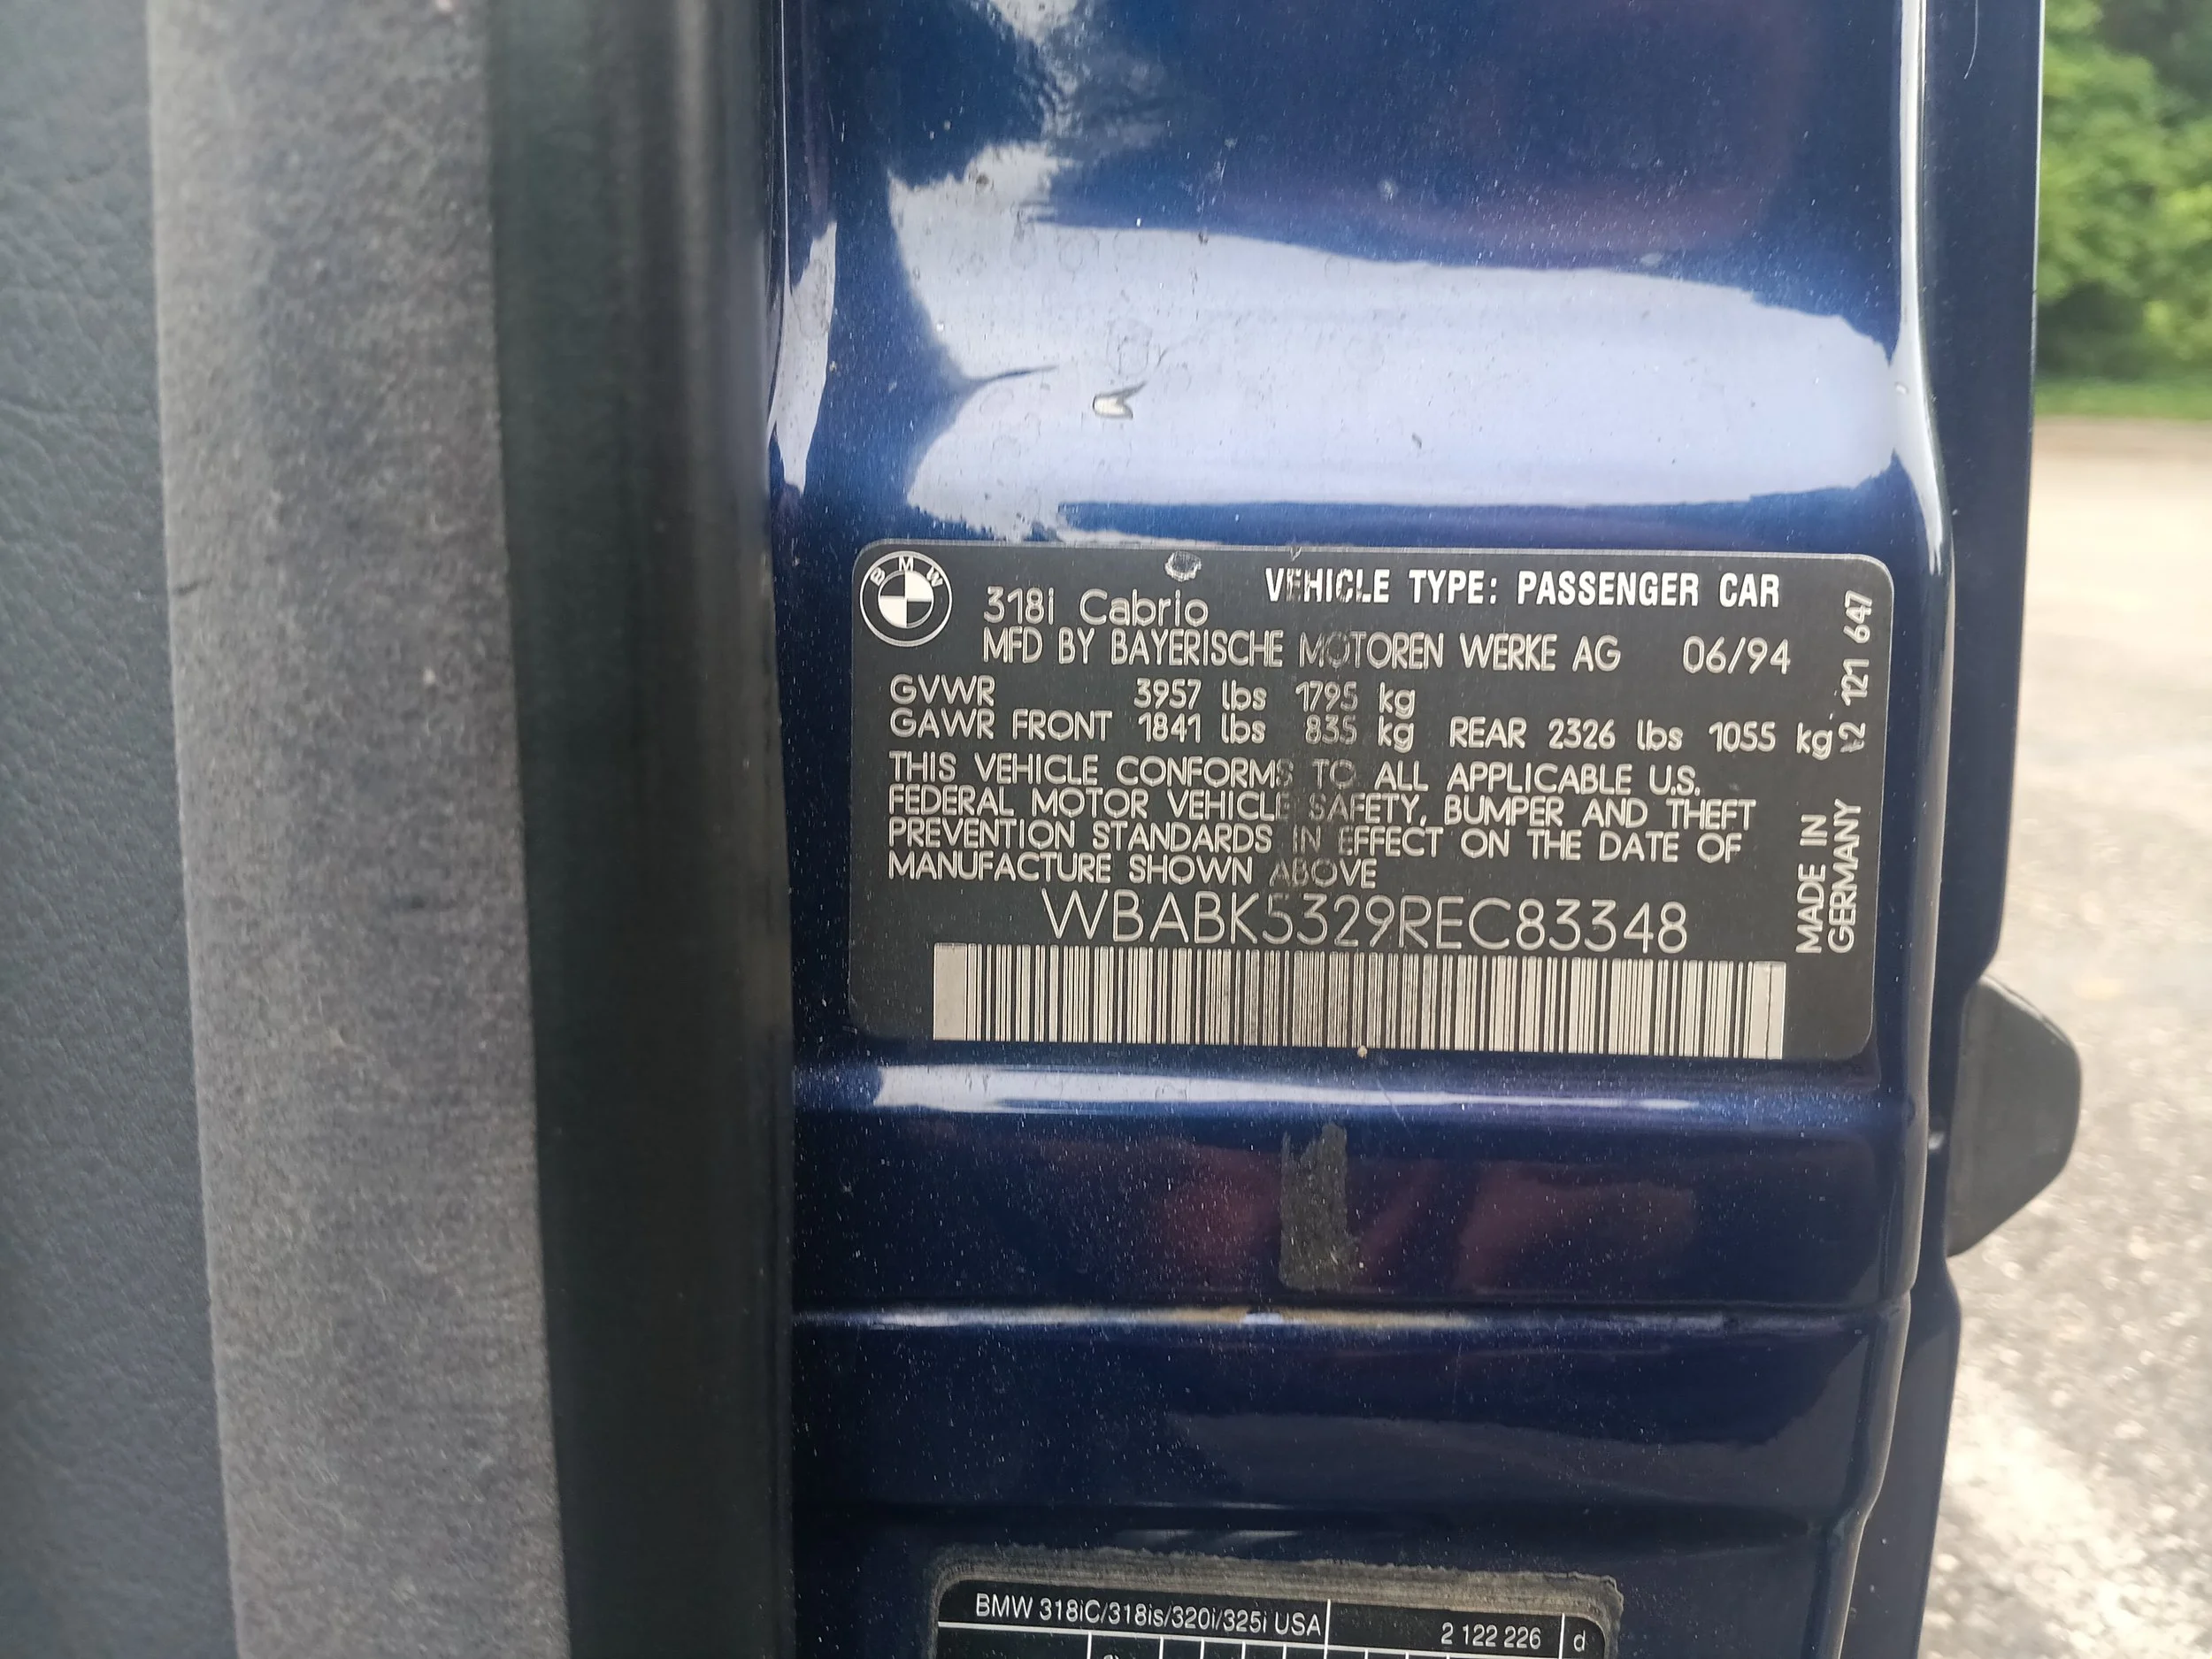 BMW
318i Cabrio
VEHICLE TYPE: PASSENGER CAR
MFD BY BAYERISCHE MOTOREN WERKE AG 06/94
GVWR 3957 lbs 1795 kg
GAWR FRONT 1841 lbs 835 kg REAR 2326 lbs 1055 kg
THIS VEHICLE CONFORMS TO ALL APPLICABLE U.S.
FEDERAL MOTOR VEHICLE SAFETY, BUMPER AND THEFT
PREVENTION STANDARDS IN EFFECT ON THE DATE OF
MANUFACTURE SHOWN ABOVE
WBABK5329REC83348
121 647
MADE IN
GERMANY
BMW 318iC/318is/320i/325i USA 2 122 226 d